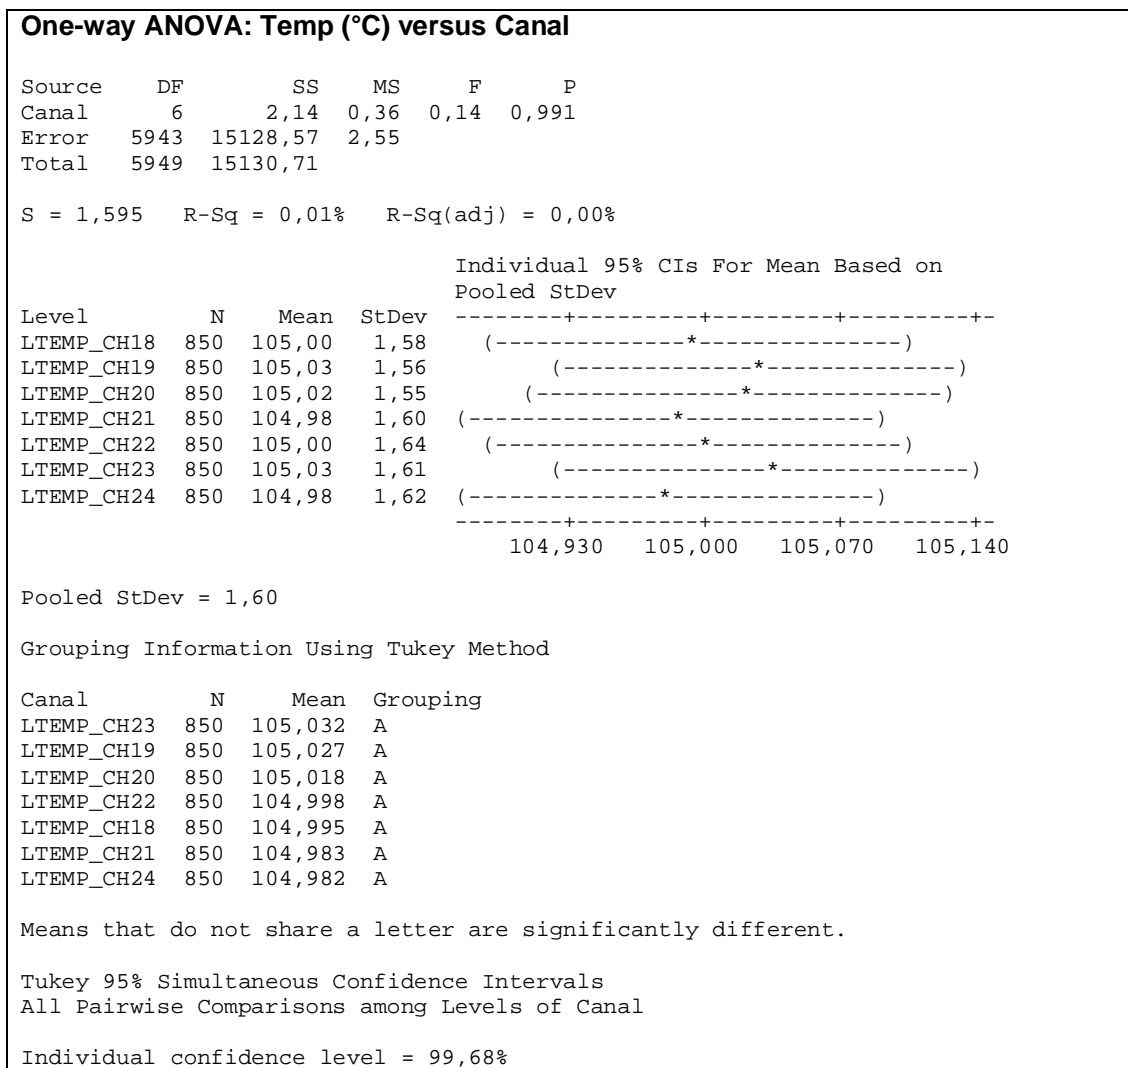 One-way ANOVA: Temp (°C) versus Canal
Source DF SS MS F P
Canal 6 2,14 0,36 0,14 0,991
Error 5943 15128,57 2,55
Total 5949 15130,71
S = 1,595 R-Sq = 0,01% R-Sq(adj) = 0,00%
Individual 95% CIs For Mean Based on
Pooled StDev
Level N Mean StDev --------+---------+---------+---------+-
LTEMP_CH18 850 105,00 1,58 (--------------*---------------)
LTEMP_CH19 850 105,03 1,56 (--------------*--------------)
LTEMP_CH20 850 105,02 1,55 (---------------*--------------)
LTEMP_CH21 850 104,98 1,60 (---------------*--------------)
LTEMP_CH22 850 105,00 1,64 (---------------*--------------)
LTEMP_CH23 850 105,03 1,61 (---------------*--------------)
LTEMP_CH24 850 104,98 1,62 (--------------*---------------)
--------+---------+---------+---------+-
104,930 105,000 105,070 105,140
Pooled StDev = 1,60
Grouping Information Using Tukey Method
Canal N Mean Grouping
LTEMP_CH23 850 105,032 A
LTEMP_CH19 850 105,027 A
LTEMP_CH20 850 105,018 A
LTEMP_CH22 850 104,998 A
LTEMP_CH18 850 104,995 A
LTEMP_CH21 850 104,983 A
LTEMP_CH24 850 104,982 A
Means that do not share a letter are significantly different.
Tukey 95% Simultaneous Confidence Intervals
All Pairwise Comparisons among Levels of Canal
Individual confidence level = 99,68%